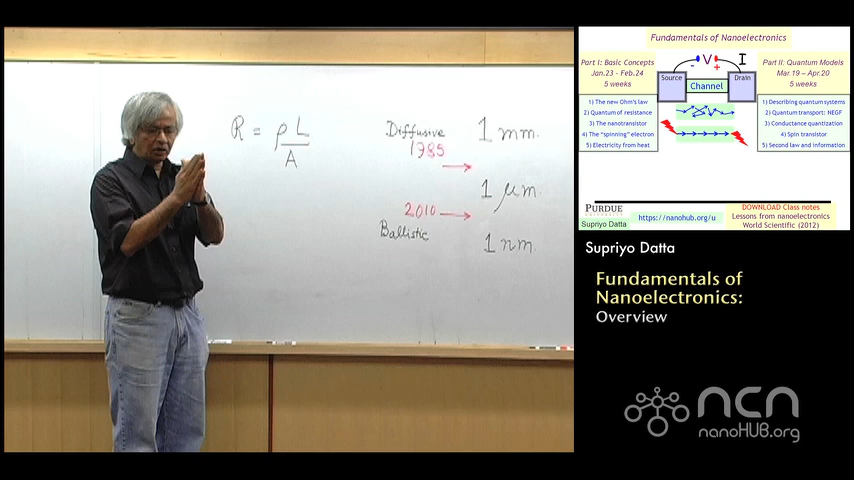 R = ρ L
A
Diffusive
1 mm.
1985
1 μm.
2010
Ballistic
1 nm.
Fundamentals of Nanoelectronics
Part I: Basic Concepts
Jan.23 - Feb.24
5 weeks
V
I
-
+
Source
Drain
Channel
Part II: Quantum Models
Mar.19 – Apr.20
5 weeks
1) The new Ohm's law
2) Quantum of resistance
3) The nanotransistor
4) The "spinning" electron
5) Electricity from heat
1) Describing quantum systems
2) Quantum transport: NEGF
3) Conductance quantization
4) Spin transistor
5) Second law and information
PURDUE
UNIVERSITY
Supriyo Datta
https://nanohub.org/u
DOWNLOAD Class notes
Lessons from nanoelectronics
World Scientific (2012)
Supriyo Datta
Fundamentals of
Nanoelectronics:
Overview
ncn
nanoHUB.org